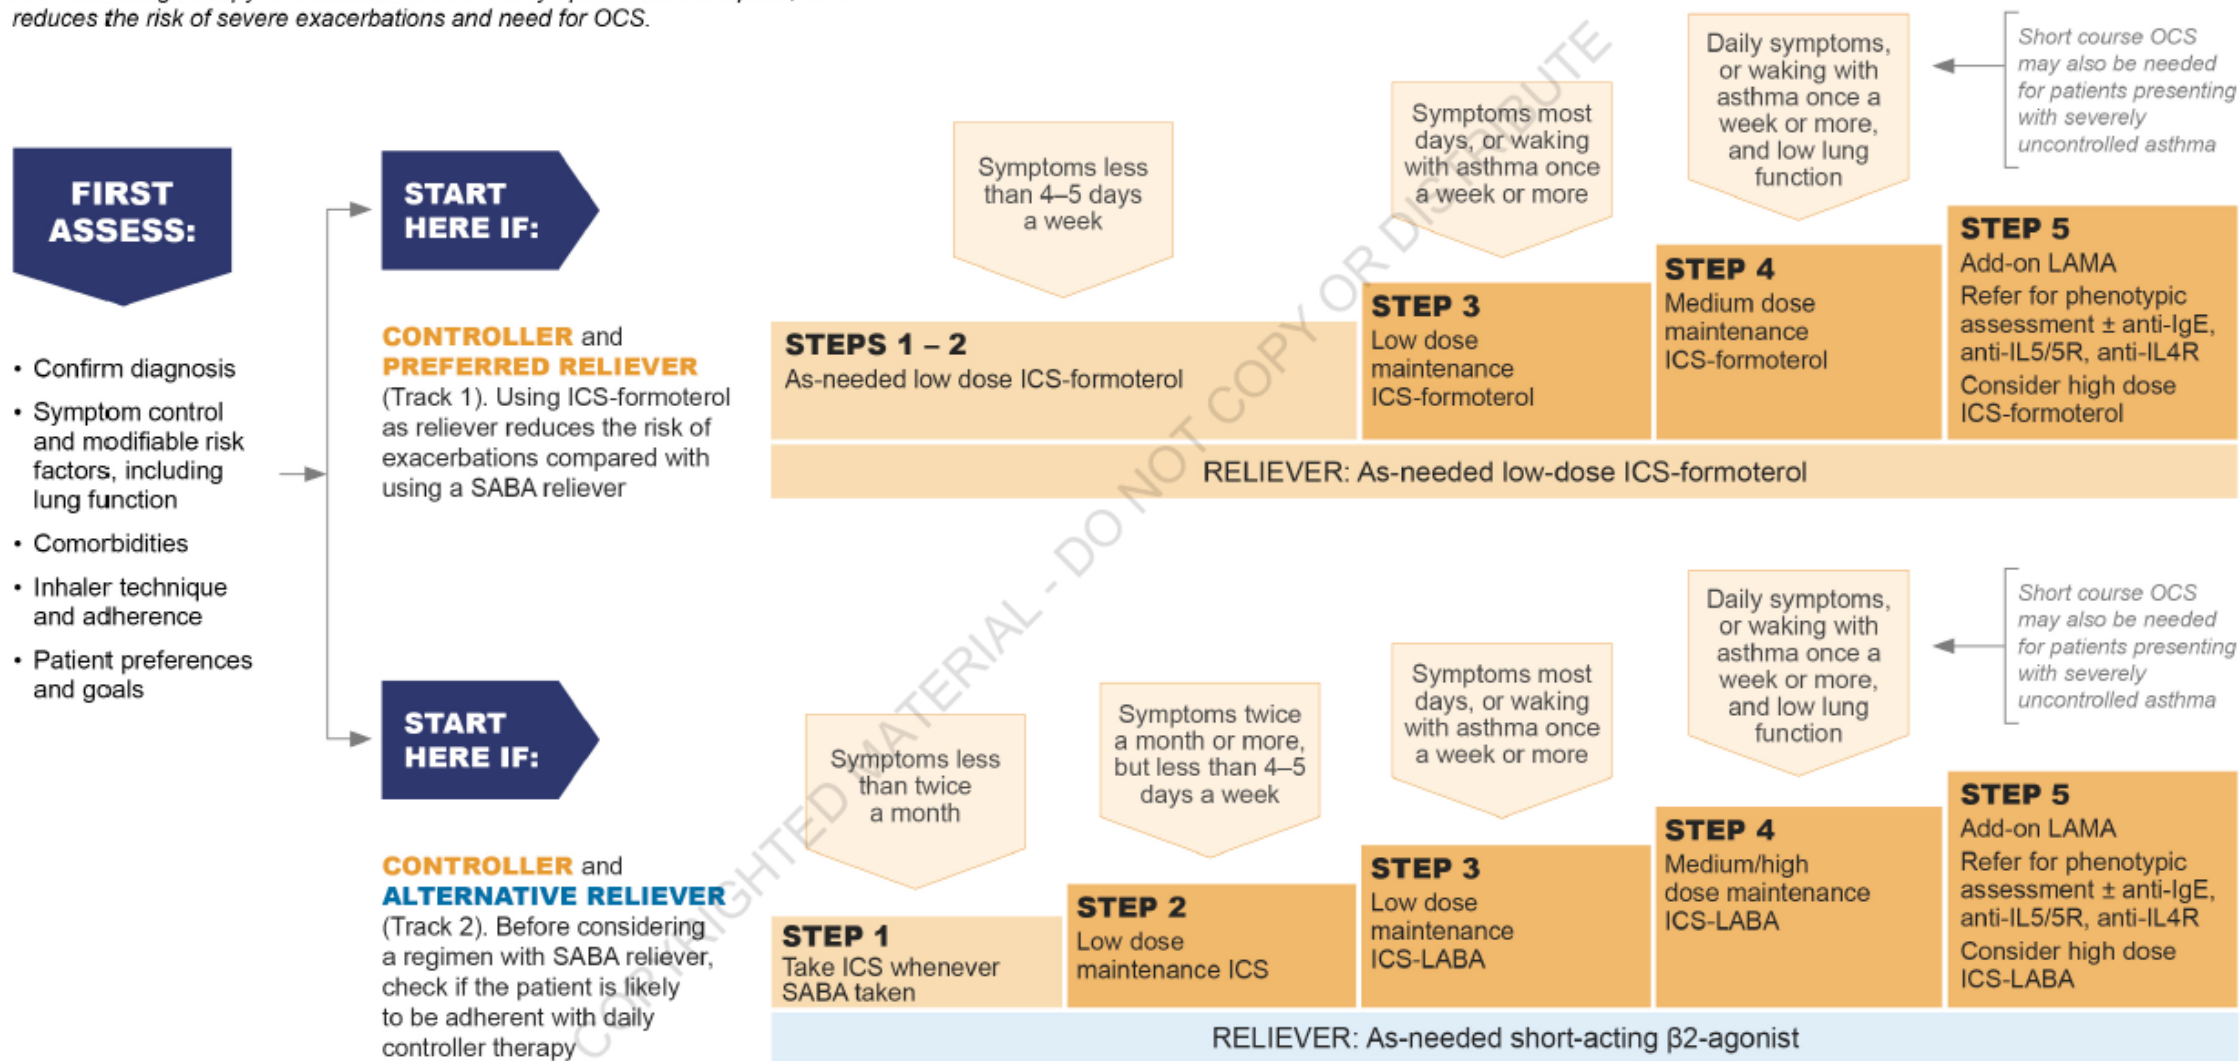 reduces the risk of severe exacerbations and need for OCS.
FIRST
ASSESS:
• Confirm diagnosis
• Symptom control
and modifiable risk
factors, including
lung function
• Comorbidities
• Inhaler technique
and adherence
• Patient preferences
and goals
START
HERE IF:
CONTROLLER and
PREFERRED RELIEVER
(Track 1). Using ICS-formoterol
as reliever reduces the risk of
exacerbations compared with
using a SABA reliever
Symptoms less
than 4–5 days
a week
Symptoms most
days, or waking
with asthma once
a week or more
Daily symptoms,
or waking with
asthma once a
week or more,
and low lung
function
Short course OCS
may also be needed
for patients presenting
with severely
uncontrolled asthma
STEPS 1 – 2
As-needed low dose ICS-formoterol
STEP 3
Low dose
maintenance
ICS-formoterol
STEP 4
Medium dose
maintenance
ICS-formoterol
STEP 5
Add-on LAMA
Refer for phenotypic
assessment ± anti-IgE,
anti-IL5/5R, anti-IL4R
Consider high dose
ICS-formoterol
RELIEVER: As-needed low-dose ICS-formoterol
START
HERE IF:
CONTROLLER and
ALTERNATIVE RELIEVER
(Track 2). Before considering
a regimen with SABA reliever,
check if the patient is likely
to be adherent with daily
controller therapy
Symptoms less
than twice
a month
Symptoms twice
a month or more,
but less than 4–5
days a week
Symptoms most
days, or waking
with asthma once
a week or more
Daily symptoms,
or waking with
asthma once a
week or more,
and low lung
function
Short course OCS
may also be needed
for patients presenting
with severely
uncontrolled asthma
STEP 1
Take ICS whenever
SABA taken
STEP 2
Low dose
maintenance ICS
STEP 3
Low dose
maintenance
ICS-LABA
STEP 4
Medium/high
dose maintenance
ICS-LABA
STEP 5
Add-on LAMA
Refer for phenotypic
assessment ± anti-IgE,
anti-IL5/5R, anti-IL4R
Consider high dose
ICS-LABA
RELIEVER: As-needed short-acting β2-agonist
COPYRIGHTED MATERIAL - DO NOT COPY OR DISTRIBUTE